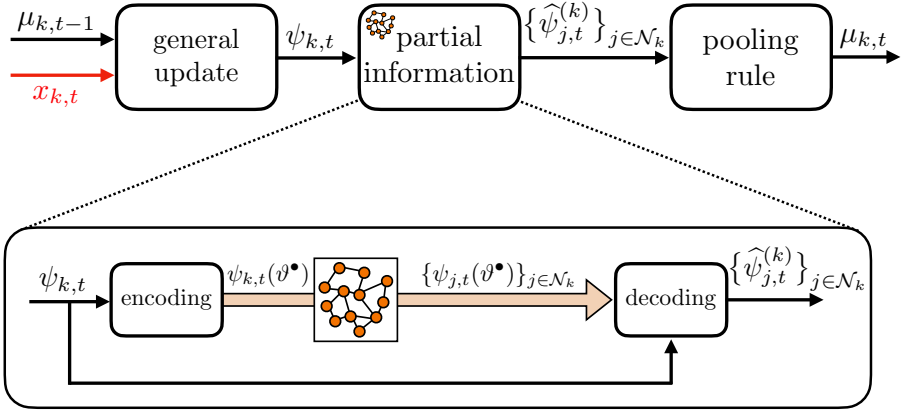 μ_{k,t−1}
x_{k,t}
general
update
ψ_{k,t}
partial
information
{ψ̂_{j,t}^{(k)}}_{j∈𝒩_k}
pooling
rule
μ_{k,t}
ψ_{k,t}
encoding
ψ_{k,t}(ϑ^•)
{ψ_{j,t}(ϑ^•)}_{j∈𝒩_k}
decoding
{ψ̂_{j,t}^{(k)}}_{j∈𝒩_k}